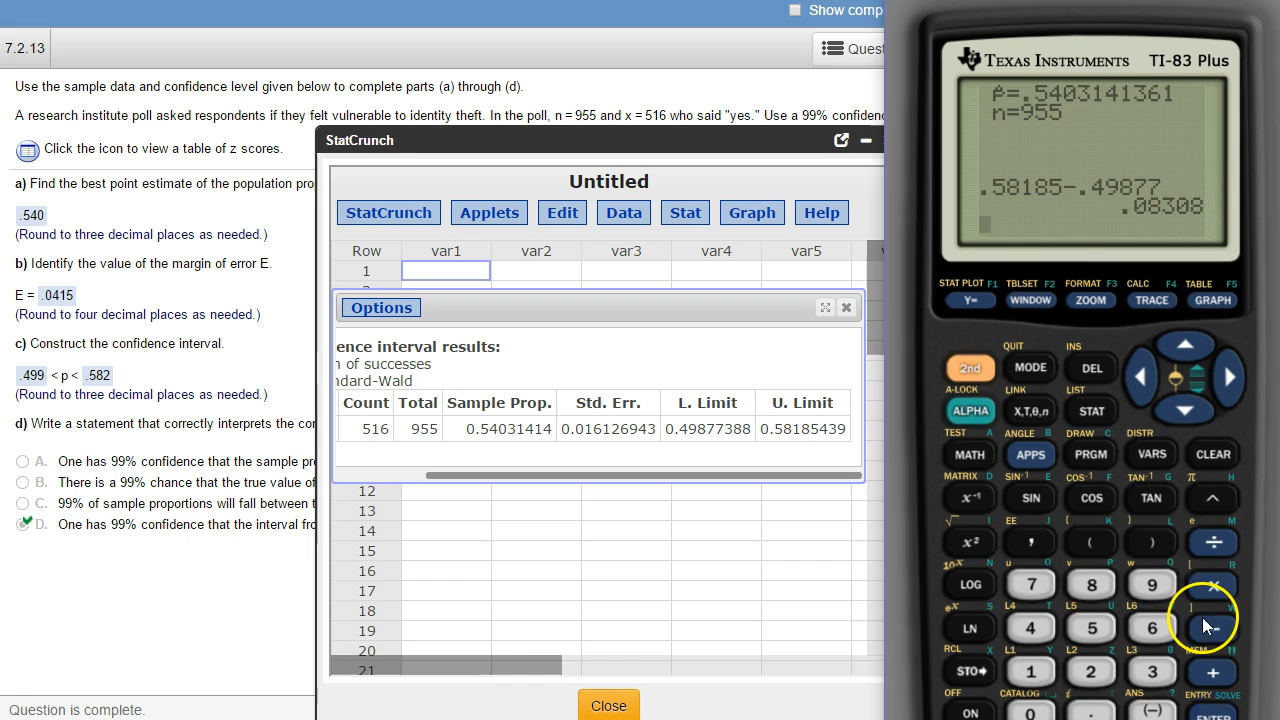 Show comp
7.2.13
Quest
Use the sample data and confidence level given below to complete parts (a) through (d).
A research institute poll asked respondents if they felt vulnerable to identity theft. In the poll, n = 955 and x = 516 who said "yes." Use a 99% confidenc
Click the icon to view a table of z scores.
a) Find the best point estimate of the population pro
.540
(Round to three decimal places as needed.)
b) Identify the value of the margin of error E.
E = .0415
(Round to four decimal places as needed.)
c) Construct the confidence interval.
.499 < p < .582
(Round to three decimal places as needed.)
d) Write a statement that correctly interprets the con
A. One has 99% confidence that the sample pr
B. There is a 99% chance that the true value of
C. 99% of sample proportions will fall between t
D. One has 99% confidence that the interval fro
Question is complete.
StatCrunch
Untitled
StatCrunch Applets Edit Data Stat Graph Help
Row var1 var2 var3 var4 var5
1
Options
ence interval results:
n of successes
ndard-Wald
Count Total Sample Prop. Std. Err. L. Limit U. Limit
516 955 0.54031414 0.016126943 0.49877388 0.58185439
12
13
14
15
16
17
18
19
20
21
Close
TEXAS INSTRUMENTS TI-83 Plus
p̂=.5403141361
n=955
.58185-.49877
.08308
STAT PLOT F1 TBLSET F2 FORMAT F3 CALC F4 TABLE F5
Y= WINDOW ZOOM TRACE GRAPH
QUIT INS
2nd MODE DEL
A-LOCK LINK LIST
ALPHA X,T,θ,n STAT
TEST A ANGLE B DRAW C DISTR
MATH APPS PRGM VARS CLEAR
MATRIX D SIN⁻¹ E COS⁻¹ F TAN⁻¹ G π H
x⁻¹ SIN COS TAN ^
√ I EE J { K } L e M
x² , ( ) ÷
10ˣ N u O v P w Q [ R
LOG 7 8 9 ×
eˣ S L4 T L5 U L6 ] W
LN 4 5 6 −
RCL X L1 Y L2 Z L3 θ MEM "
STO➔ 1 2 3 +
OFF CATALOG : ANS ? ENTRY SOLVE
ON 0 . (−) ENTER